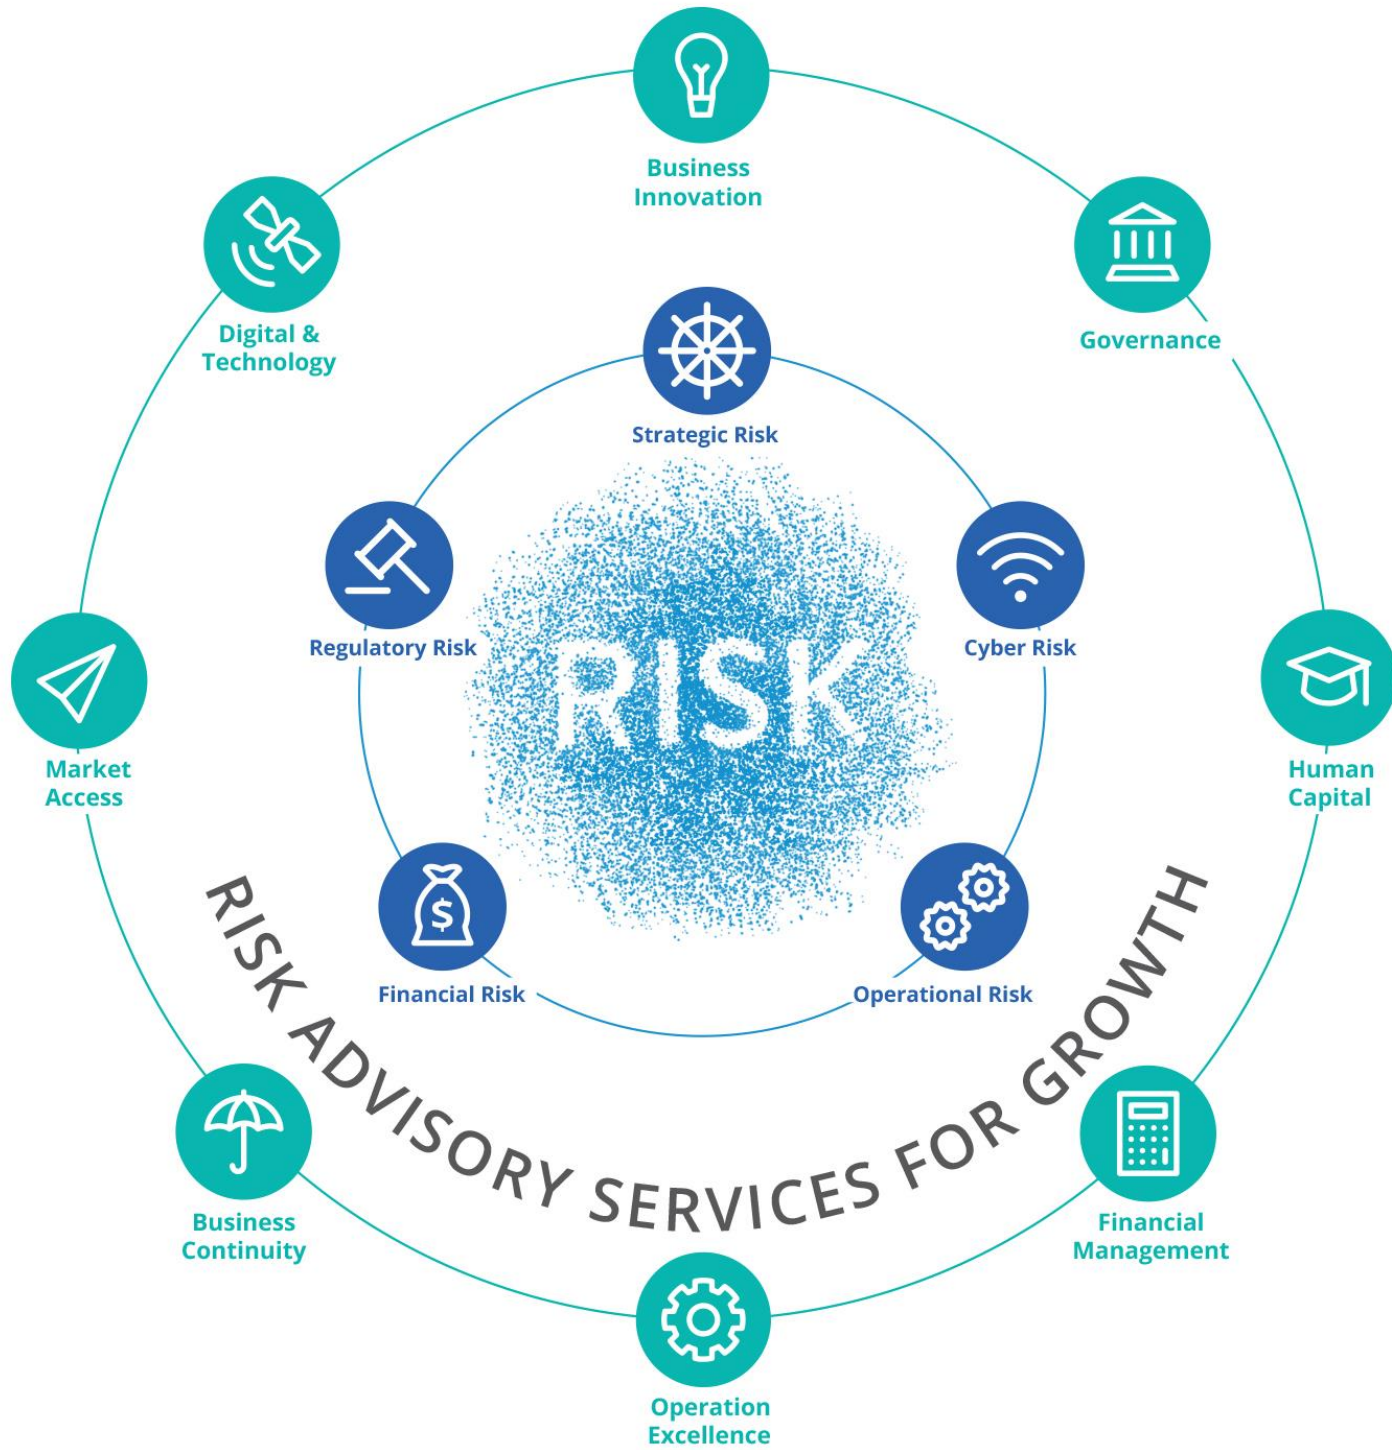 Business
Innovation
Digital &
Technology
Governance
Strategic Risk
Regulatory Risk
Cyber Risk
RISK
Market
Access
Human
Capital
$
Financial Risk
Operational Risk
RISK ADVISORY SERVICES FOR GROWTH
Business
Continuity
Financial
Management
Operation
Excellence